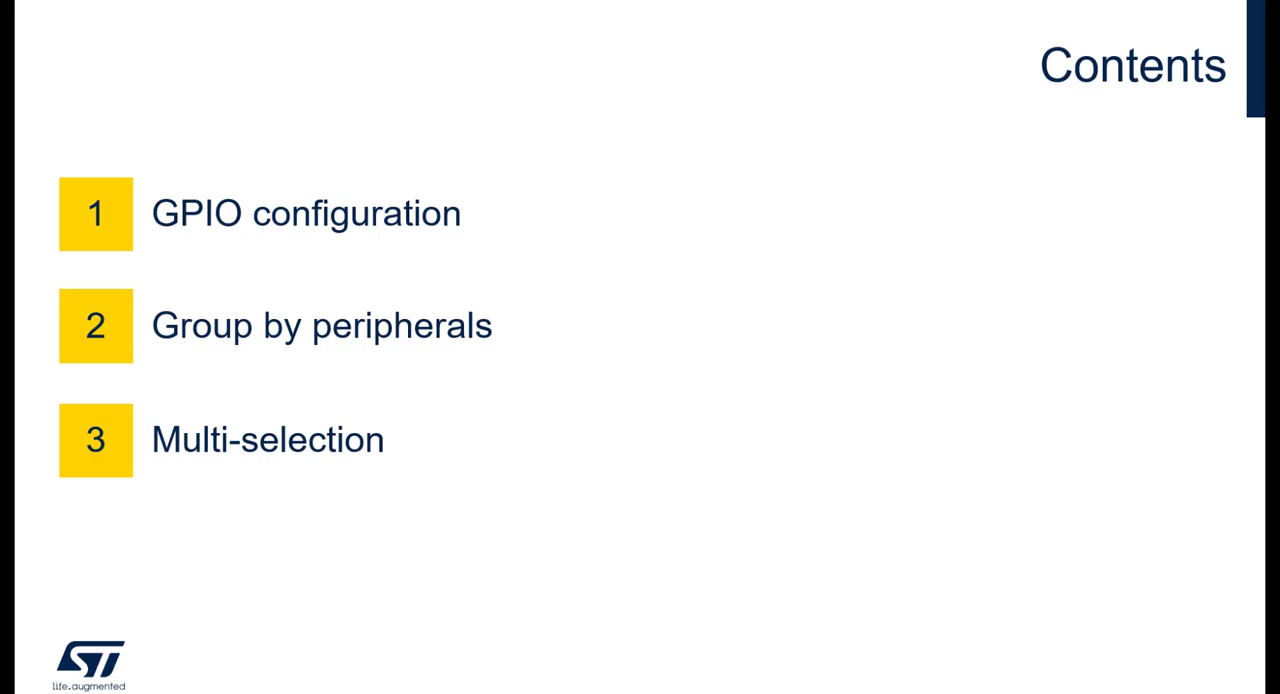 Contents
1 GPIO configuration
2 Group by peripherals
3 Multi-selection
ST
life.augmented